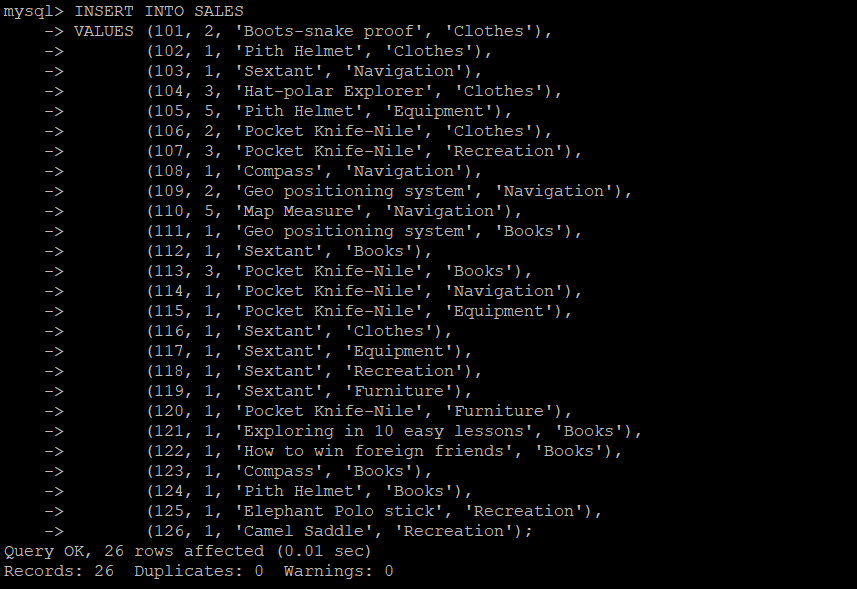 mysql> INSERT INTO SALES
    -> VALUES (101, 2, 'Boots-snake proof', 'Clothes'),
    ->        (102, 1, 'Pith Helmet', 'Clothes'),
    ->        (103, 1, 'Sextant', 'Navigation'),
    ->        (104, 3, 'Hat-polar Explorer', 'Clothes'),
    ->        (105, 5, 'Pith Helmet', 'Equipment'),
    ->        (106, 2, 'Pocket Knife-Nile', 'Clothes'),
    ->        (107, 3, 'Pocket Knife-Nile', 'Recreation'),
    ->        (108, 1, 'Compass', 'Navigation'),
    ->        (109, 2, 'Geo positioning system', 'Navigation'),
    ->        (110, 5, 'Map Measure', 'Navigation'),
    ->        (111, 1, 'Geo positioning system', 'Books'),
    ->        (112, 1, 'Sextant', 'Books'),
    ->        (113, 3, 'Pocket Knife-Nile', 'Books'),
    ->        (114, 1, 'Pocket Knife-Nile', 'Navigation'),
    ->        (115, 1, 'Pocket Knife-Nile', 'Equipment'),
    ->        (116, 1, 'Sextant', 'Clothes'),
    ->        (117, 1, 'Sextant', 'Equipment'),
    ->        (118, 1, 'Sextant', 'Recreation'),
    ->        (119, 1, 'Sextant', 'Furniture'),
    ->        (120, 1, 'Pocket Knife-Nile', 'Furniture'),
    ->        (121, 1, 'Exploring in 10 easy lessons', 'Books'),
    ->        (122, 1, 'How to win foreign friends', 'Books'),
    ->        (123, 1, 'Compass', 'Books'),
    ->        (124, 1, 'Pith Helmet', 'Books'),
    ->        (125, 1, 'Elephant Polo stick', 'Recreation'),
    ->        (126, 1, 'Camel Saddle', 'Recreation');
Query OK, 26 rows affected (0.01 sec)
Records: 26  Duplicates: 0  Warnings: 0